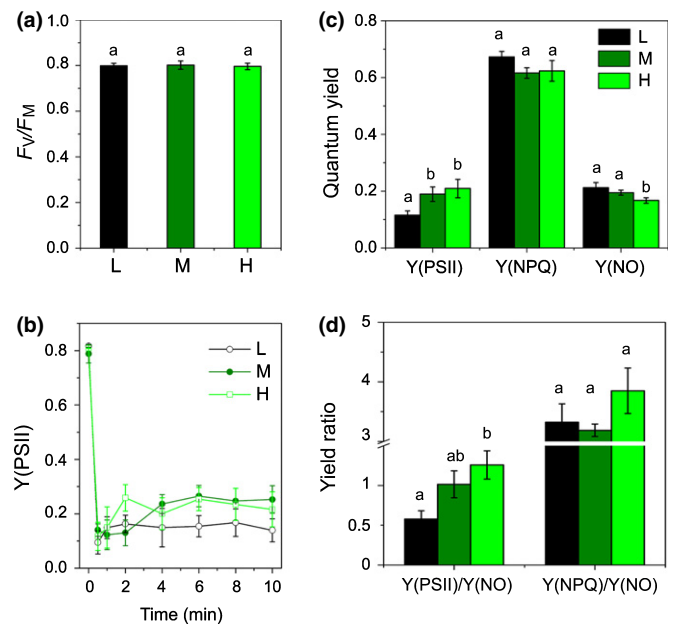 (a)
1.0
0.8
0.6
0.4
0.2
0.0
FV/FM
a a a
L M H
(c)
0.8
0.6
0.4
0.2
0.0
Quantum yield
L
M
H
a b b
a a a
a a b
Y(PSII) Y(NPQ) Y(NO)
(b)
0.8
0.6
0.4
0.2
0.0
Y(PSII)
L
M
H
0 2 4 6 8 10
Time (min)
(d)
5
4
3
1
0.5
0
Yield ratio
a ab b
a a a
Y(PSII)/Y(NO) Y(NPQ)/Y(NO)